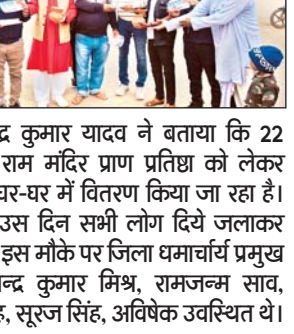 द्र कुमार यादव ने बताया कि 22
राम मंदिर प्राण प्रतिष्ठा को लेकर
घर-घर में वितरण किया जा रहा है।
उस दिन सभी लोग दिये जलाकर
इस मौके पर जिला धमाचार्य प्रमुख
न्द्र कुमार मिश्र, रामजन्म साव,
ह, सूरज सिंह, अविषेक उवस्थित थे।